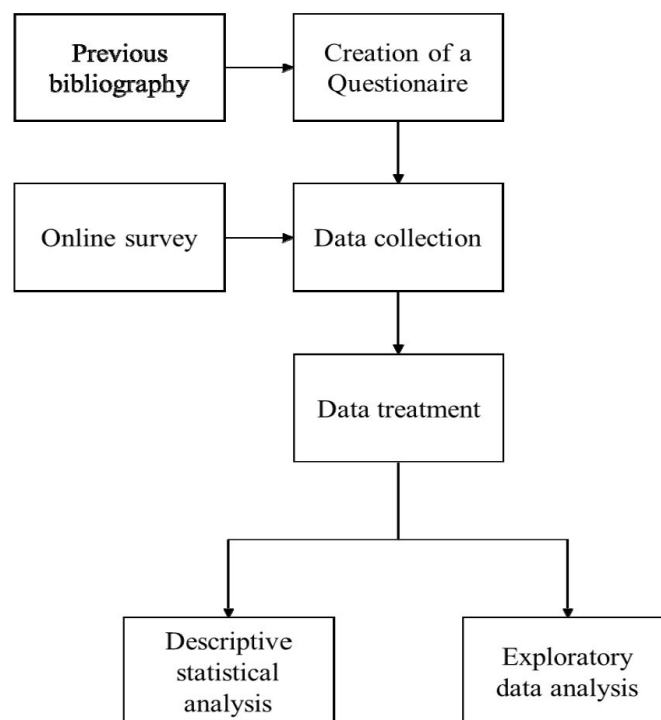 Previous
bibliography
Creation of a
Questionaire
Online survey
Data collection
Data treatment
Descriptive
statistical
analysis
Exploratory
data analysis